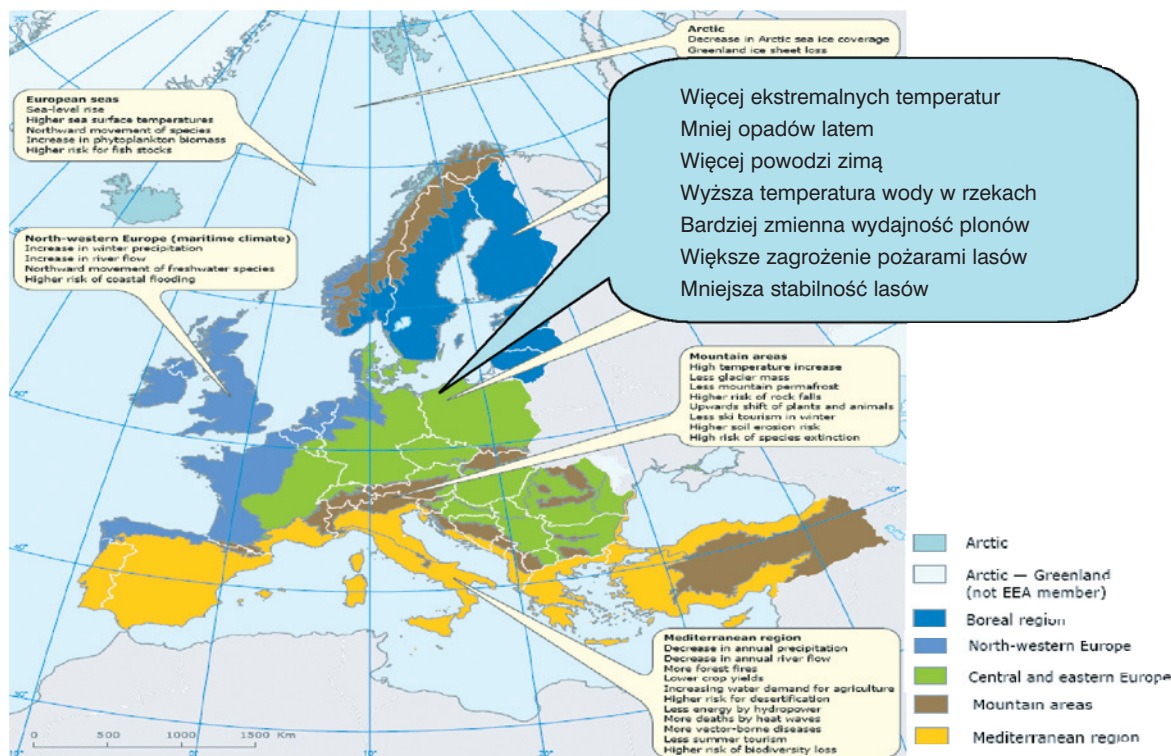 Arctic
Decrease in Arctic sea ice coverage
Greenland ice sheet loss
European seas
Sea-level rise
Higher sea surface temperatures
Northward movement of species
Increase in phytoplankton biomass
Higher risk for fish stocks
Więcej ekstremalnych temperatur
Mniej opadów latem
Więcej powodzi zimą
Wyższa temperatura wody w rzekach
Bardziej zmienna wydajność plonów
Większe zagrożenie pożarami lasów
Mniejsza stabilność lasów
North-western Europe (maritime climate)
Increase in winter precipitation
Increase in river flow
Northward movement of freshwater species
Higher risk of coastal flooding
Mountain areas
High temperature increase
Less glacier mass
Less mountain permafrost
Higher risk of rock falls
Upwards shift of plants and animals
Less ski tourism in winter
Higher soil erosion risk
High risk of species extinction
Mediterranean region
Decrease in annual precipitation
Decrease in annual river flow
More forest fires
Lower crop yields
Increasing water demand for agriculture
Higher risk for desertification
Less energy by hydropower
More deaths by heat waves
More vector-borne diseases
Less summer tourism
Higher risk of biodiversity loss
Arctic
Arctic — Greenland
(not EEA member)
Boreal region
North-western Europe
Central and eastern Europe
Mountain areas
Mediterranean region
0 500 1000 1500 Km
50°
40°
40°
10°
0°
10°
20°